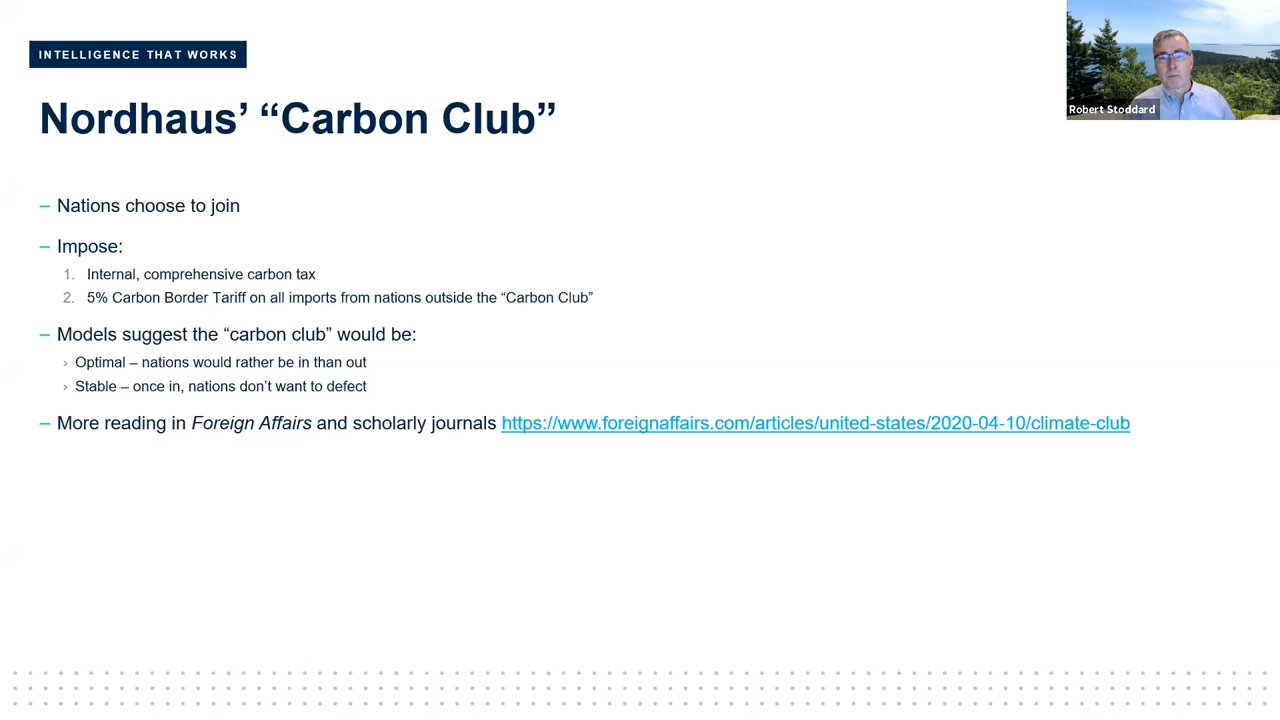 INTELLIGENCE THAT WORKS
Robert Stoddard
Nordhaus’ “Carbon Club”
– Nations choose to join
– Impose:
1. Internal, comprehensive carbon tax
2. 5% Carbon Border Tariff on all imports from nations outside the “Carbon Club”
– Models suggest the “carbon club” would be:
› Optimal – nations would rather be in than out
› Stable – once in, nations don’t want to defect
– More reading in Foreign Affairs and scholarly journals https://www.foreignaffairs.com/articles/united-states/2020-04-10/climate-club